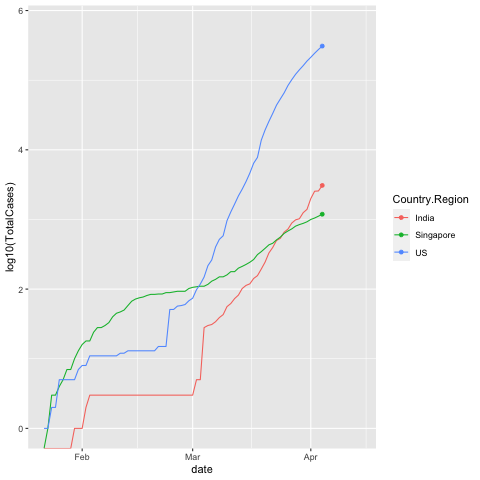 6
4
2
0
log10(TotalCases)
Feb
Mar
Apr
date
Country.Region
India
Singapore
US